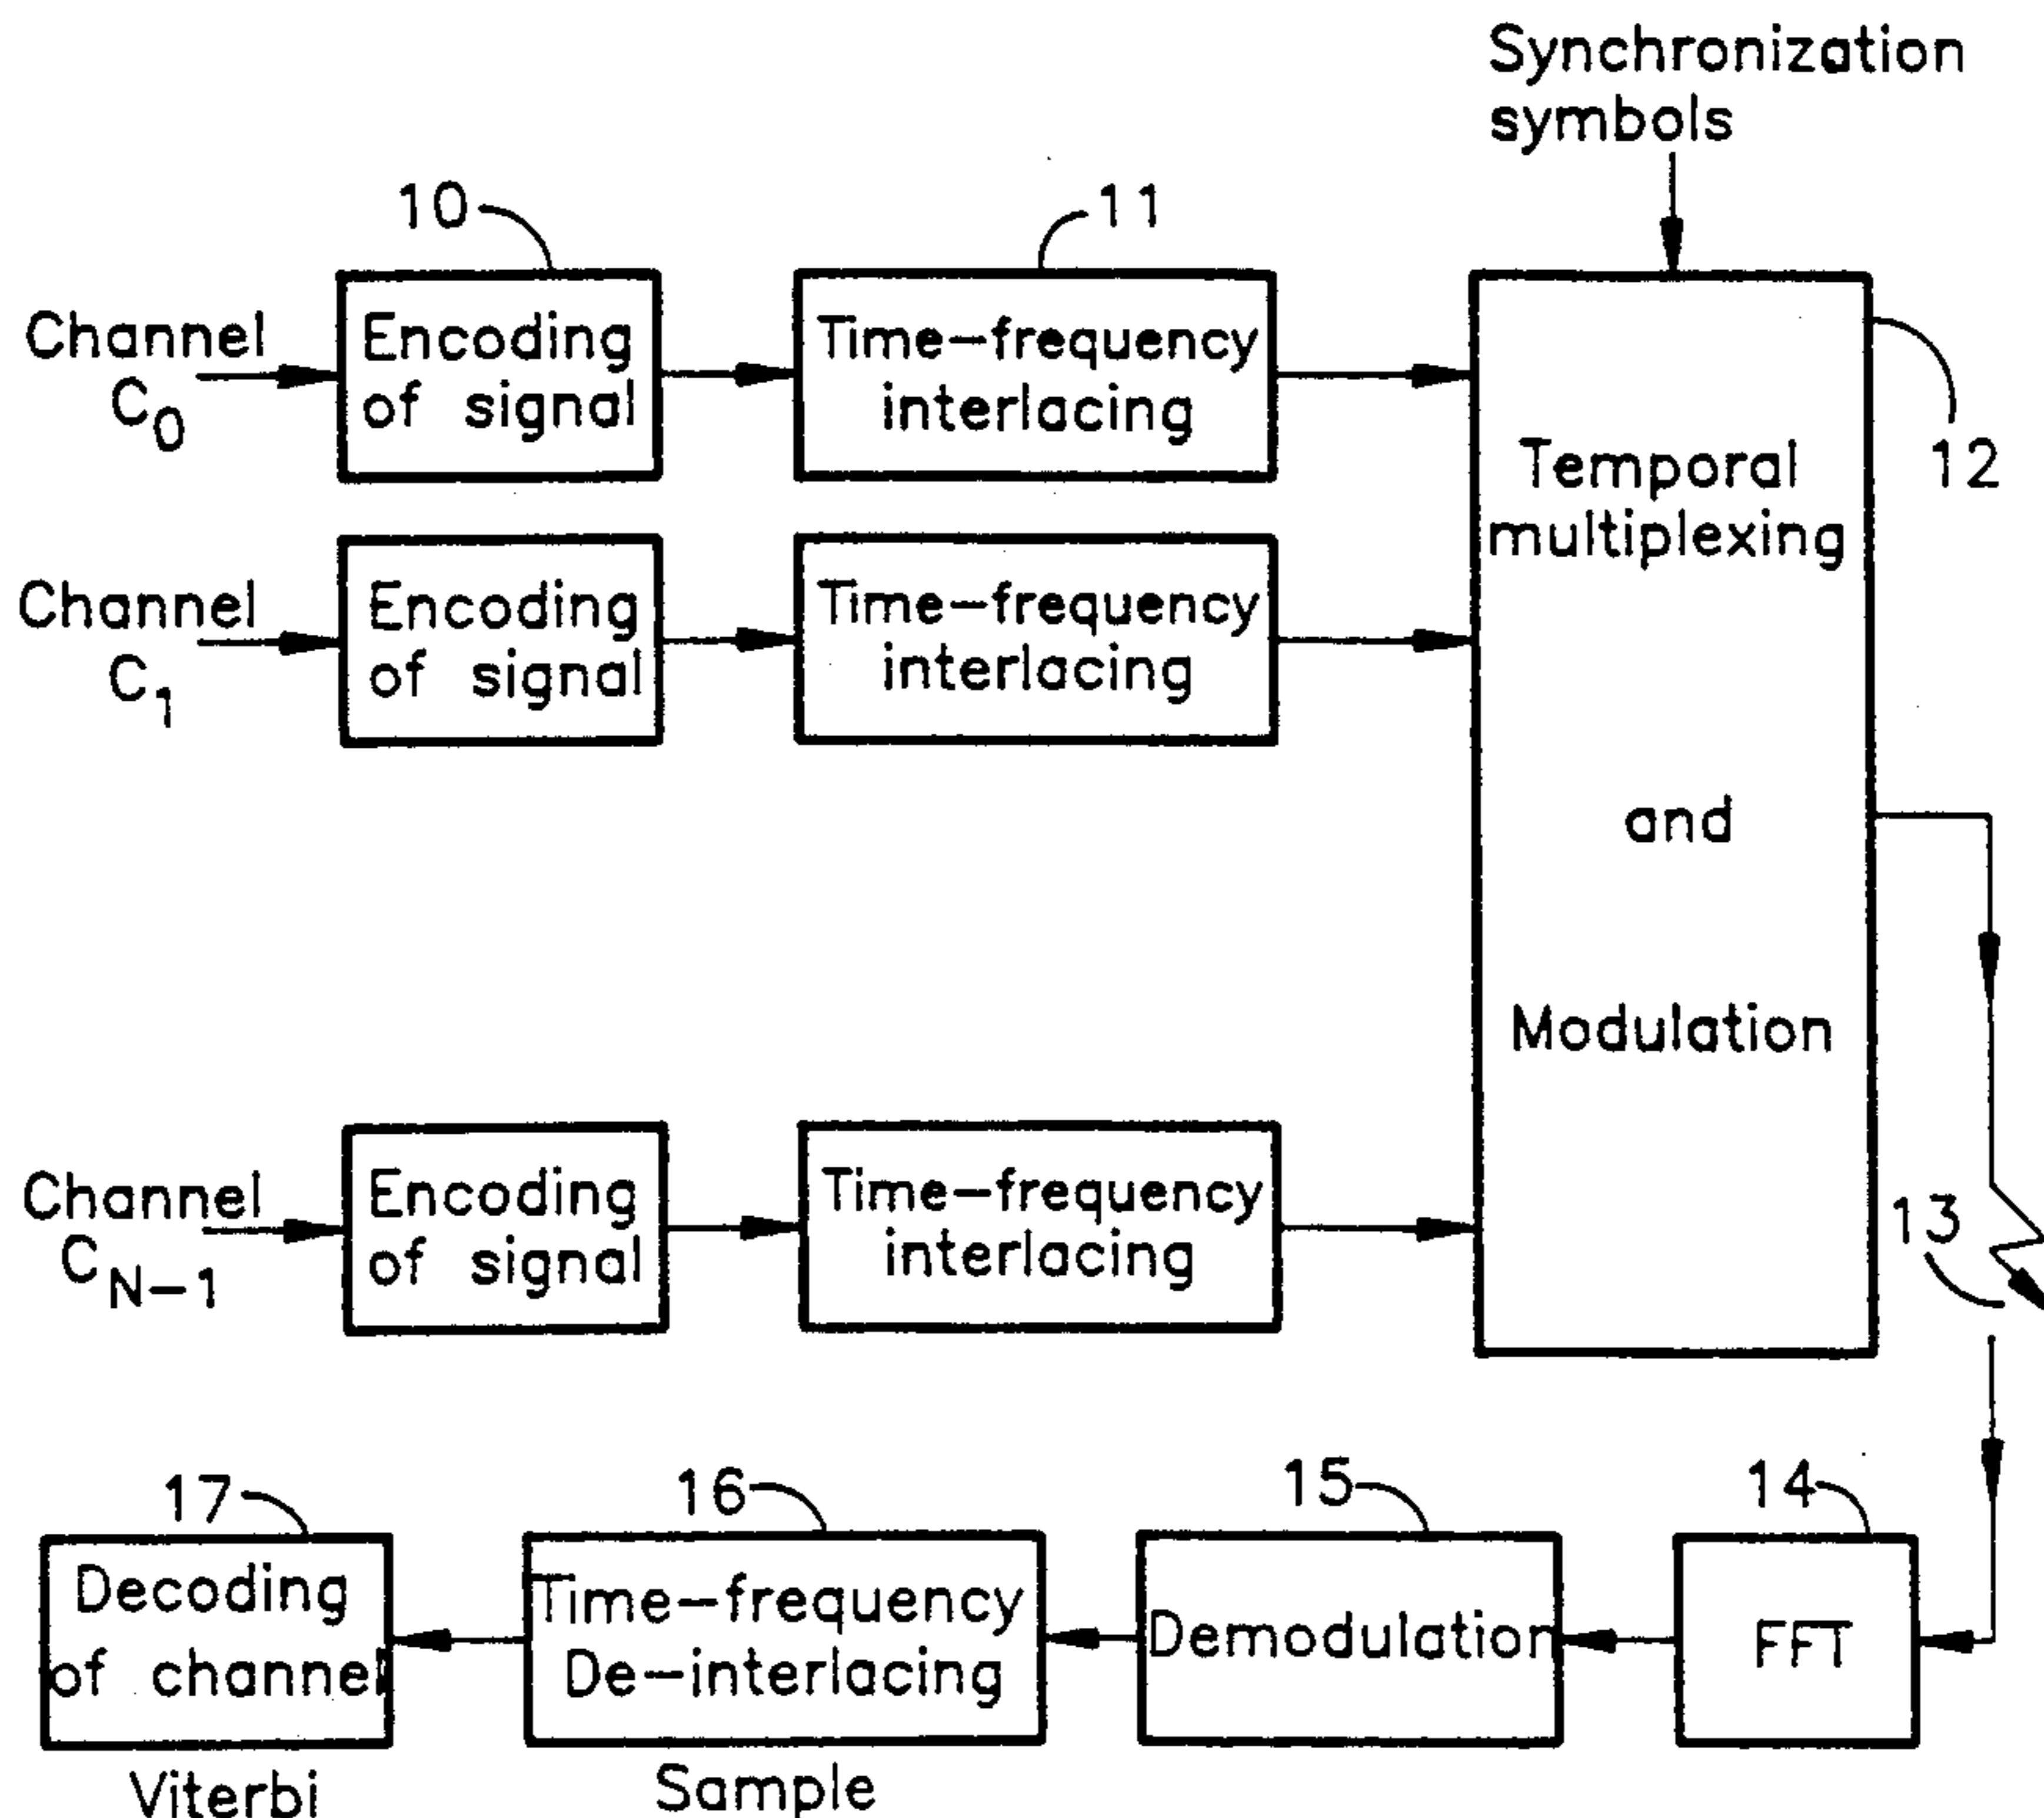 Synchronization
symbols
10
11
Channel
C0
Encoding
of signal
Time-frequency
interlacing
12
Channel
C1
Encoding
of signal
Time-frequency
interlacing
Temporal
multiplexing
and
Modulation
Channel
CN-1
Encoding
of signal
Time-frequency
interlacing
13
17
16
15
14
Decoding
of channel
Time-frequency
De-interlacing
Demodulation
FFT
Viterbi
Sample